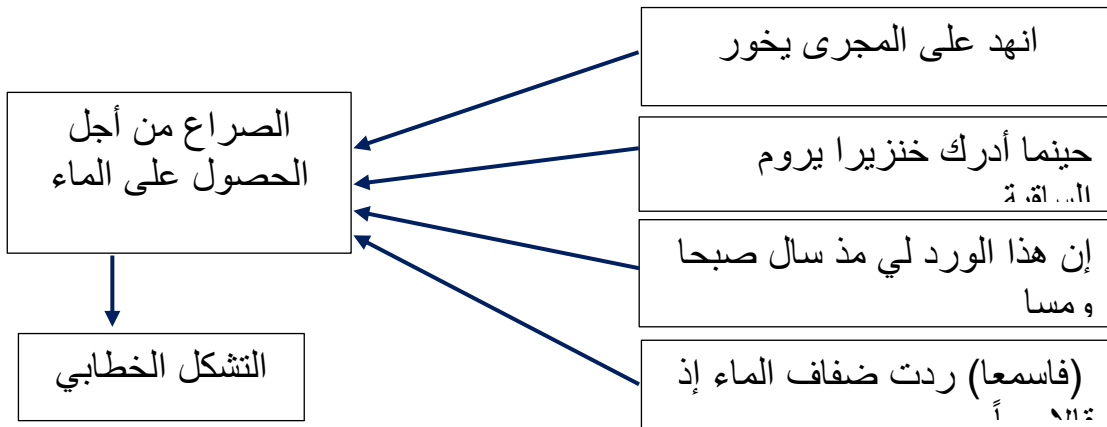 انهد على المجرى يخور
حينما أدرك خنزيرا يروم
الساقية
إن هذا الورد لي مذ سال صبحا
ومسا
(فاسمعا) ردت ضفاف الماء إذ
الصراع من أجل
الحصول على الماء
التشكل الخطابي